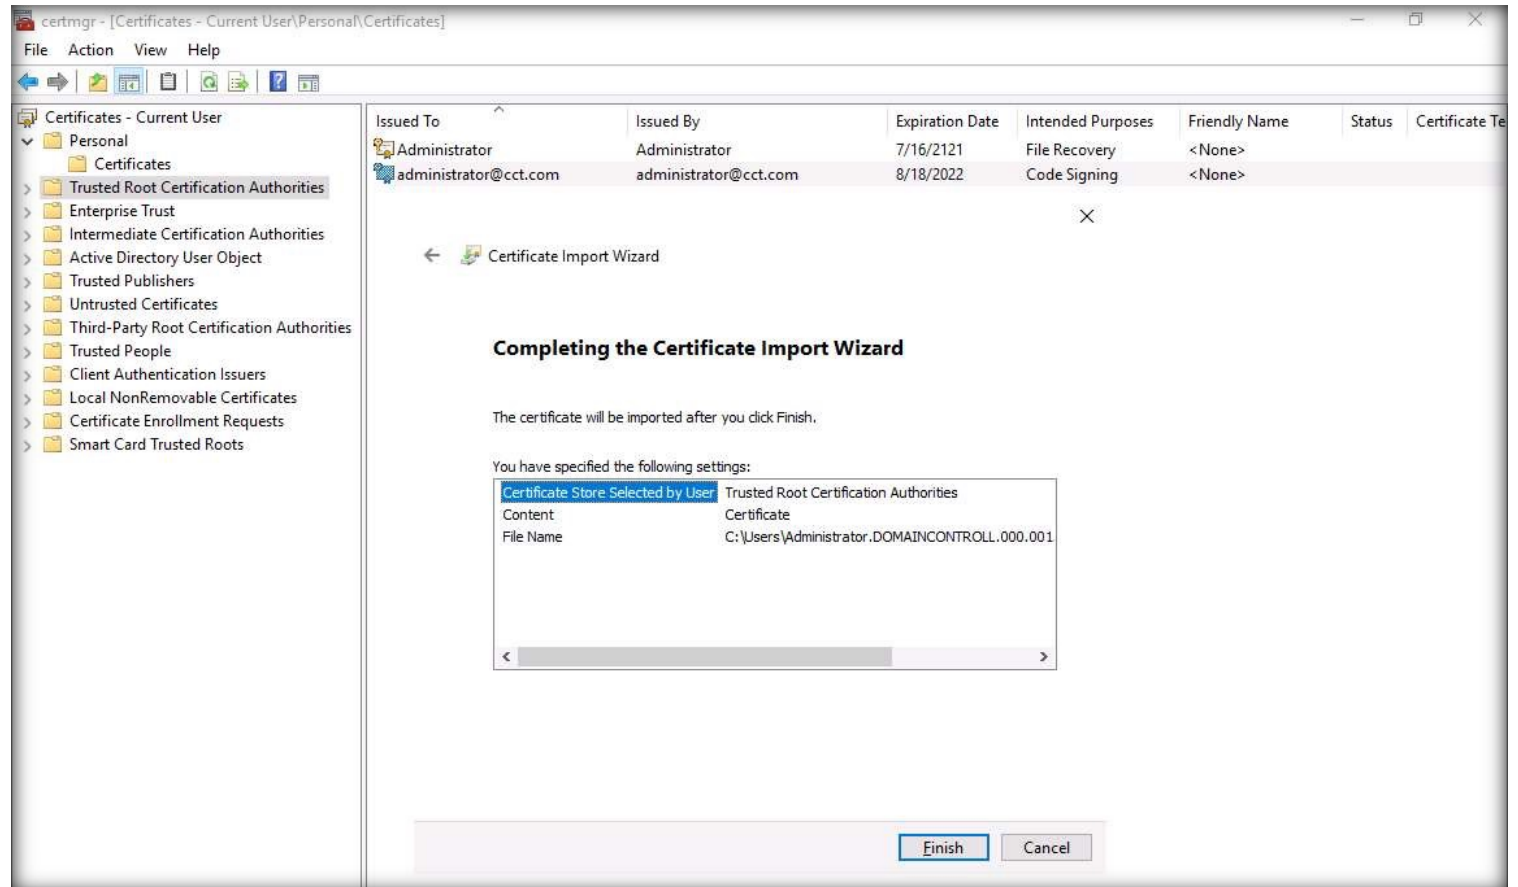 certmgr - [Certificates - Current User\Personal\Certificates]
File Action View Help
Certificates - Current User
Personal
Certificates
Trusted Root Certification Authorities
Enterprise Trust
Intermediate Certification Authorities
Active Directory User Object
Trusted Publishers
Untrusted Certificates
Third-Party Root Certification Authorities
Trusted People
Client Authentication Issuers
Local NonRemovable Certificates
Certificate Enrollment Requests
Smart Card Trusted Roots
Issued To Issued By Expiration Date Intended Purposes Friendly Name Status Certificate Te
Administrator Administrator 7/16/2121 File Recovery <None>
administrator@cct.com administrator@cct.com 8/18/2022 Code Signing <None>
Certificate Import Wizard
Completing the Certificate Import Wizard
The certificate will be imported after you click Finish.
You have specified the following settings:
Certificate Store Selected by User Trusted Root Certification Authorities
Content Certificate
File Name C:\Users\Administrator.DOMAINCONTROLL.000.001
Finish Cancel